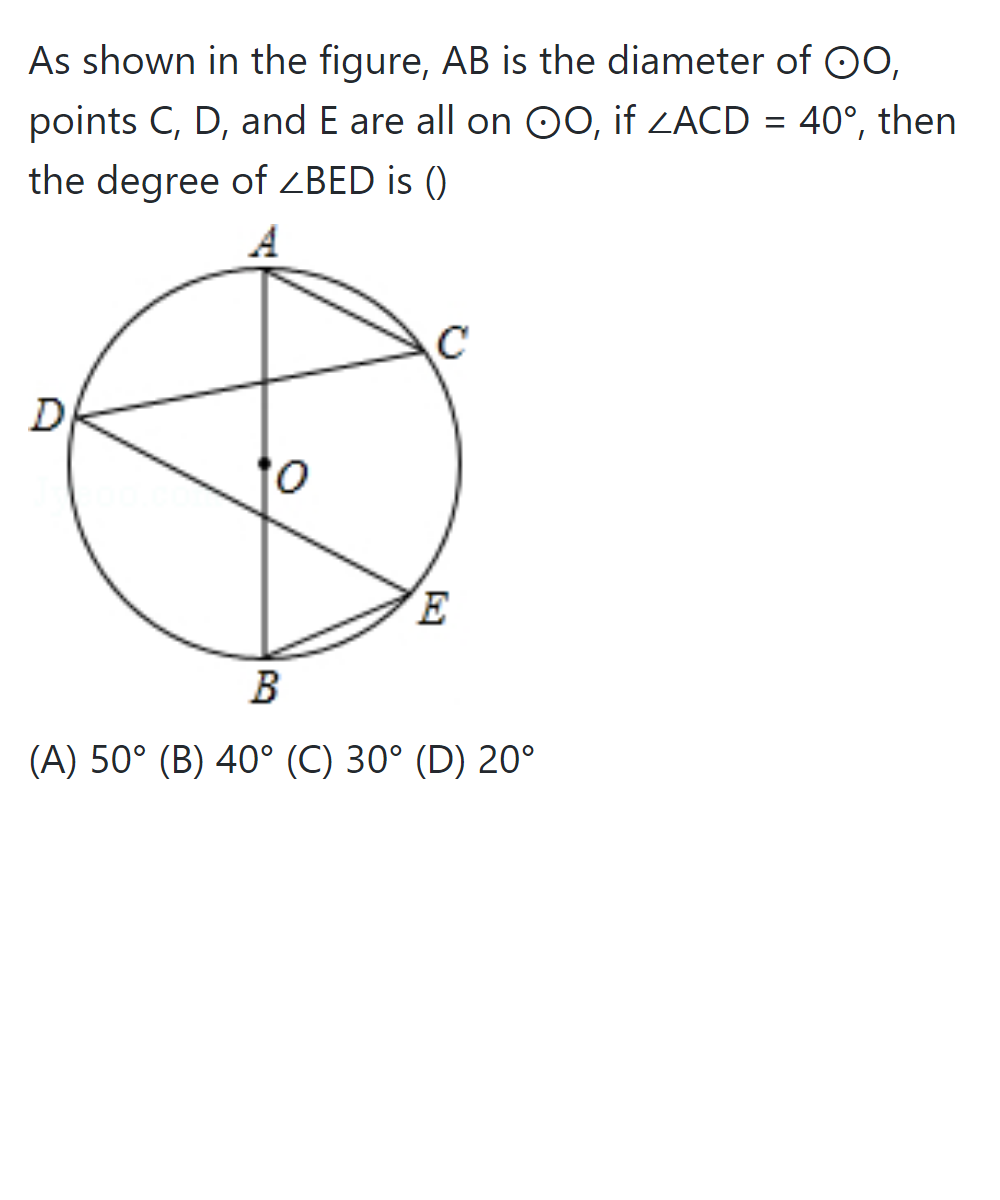 As shown in the figure, AB is the diameter of ⊙O,
points C, D, and E are all on ⊙O, if ∠ACD = 40°, then
the degree of ∠BED is ()
A
C
D
O
E
B
(A) 50° (B) 40° (C) 30° (D) 20°